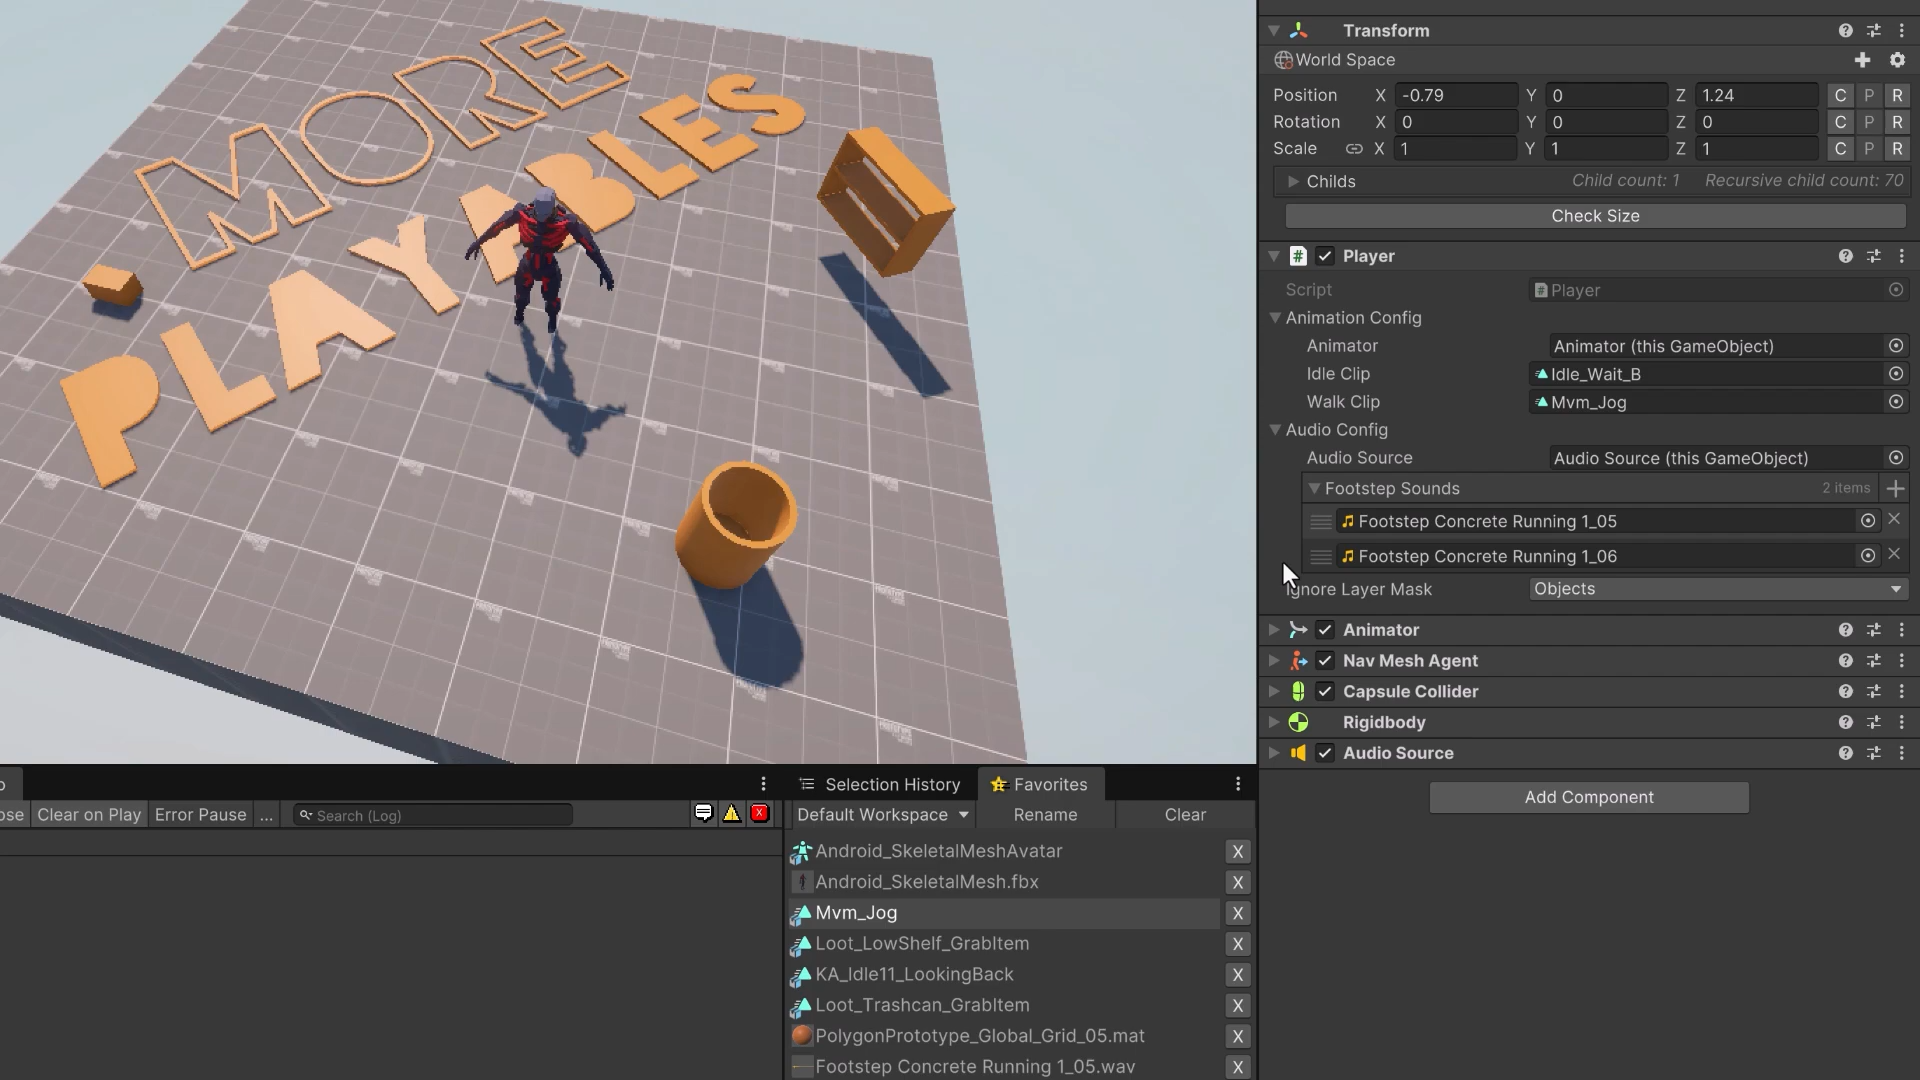 MORE
PLAYABLES
Transform
World Space
Position X -0.79 Y 0 Z 1.24 C P R
Rotation X 0 Y 0 Z 0 C P R
Scale X 1 Y 1 Z 1 C P R
Childs Child count: 1 Recursive child count: 70
Check Size
# Player
Script # Player
Animation Config
Animator Animator (this GameObject)
Idle Clip Idle_Wait_B
Walk Clip Mvm_Jog
Audio Config
Audio Source Audio Source (this GameObject)
Footstep Sounds 2 items
Footstep Concrete Running 1_05
Footstep Concrete Running 1_06
Ignore Layer Mask Objects
Animator
Nav Mesh Agent
Capsule Collider
Rigidbody
Audio Source
Add Component
Clear on Play Error Pause ... Search (Log)
Selection History Favorites
Default Workspace Rename Clear
Android_SkeletalMeshAvatar X
Android_SkeletalMesh.fbx X
Mvm_Jog X
Loot_LowShelf_GrabItem X
KA_Idle11_LookingBack X
Loot_Trashcan_GrabItem X
PolygonPrototype_Global_Grid_05.mat X
Footstep Concrete Running 1_05.wav X